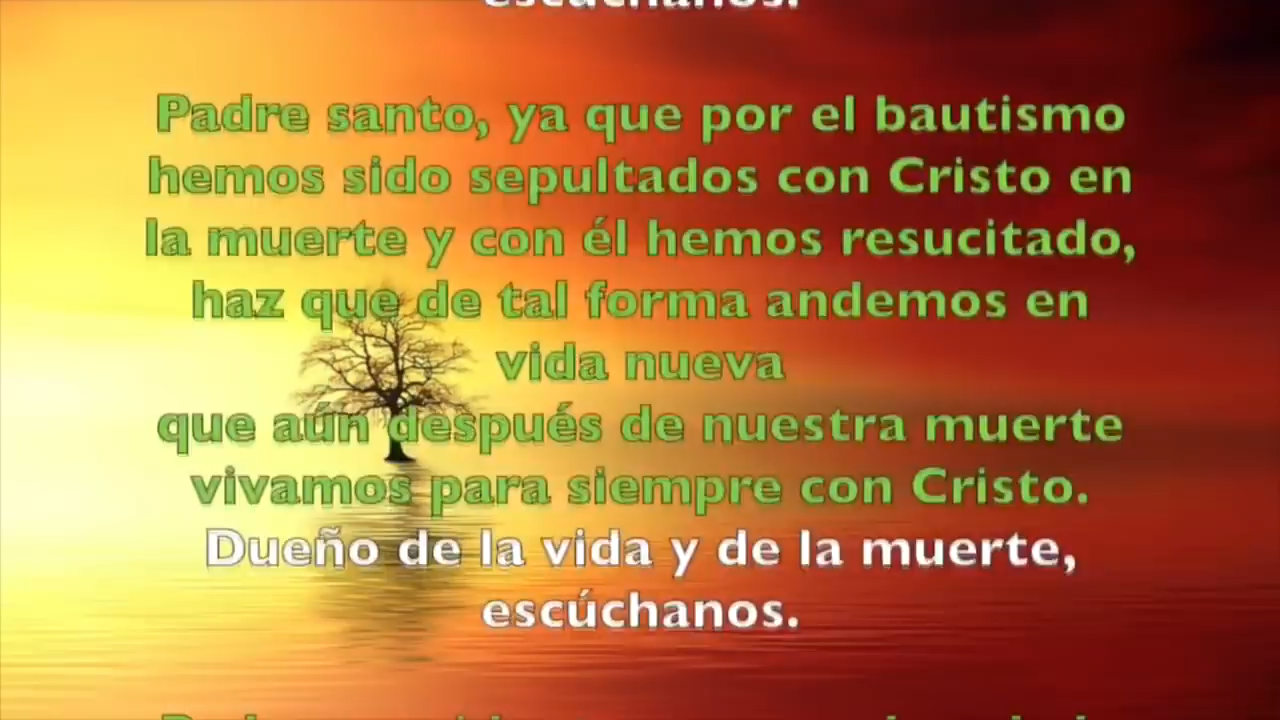 escúchanos.
Padre santo, ya que por el bautismo
hemos sido sepultados con Cristo en
la muerte y con él hemos resucitado,
haz que de tal forma andemos en
vida nueva
que aún después de nuestra muerte
vivamos para siempre con Cristo.
Dueño de la vida y de la muerte,
escúchanos.